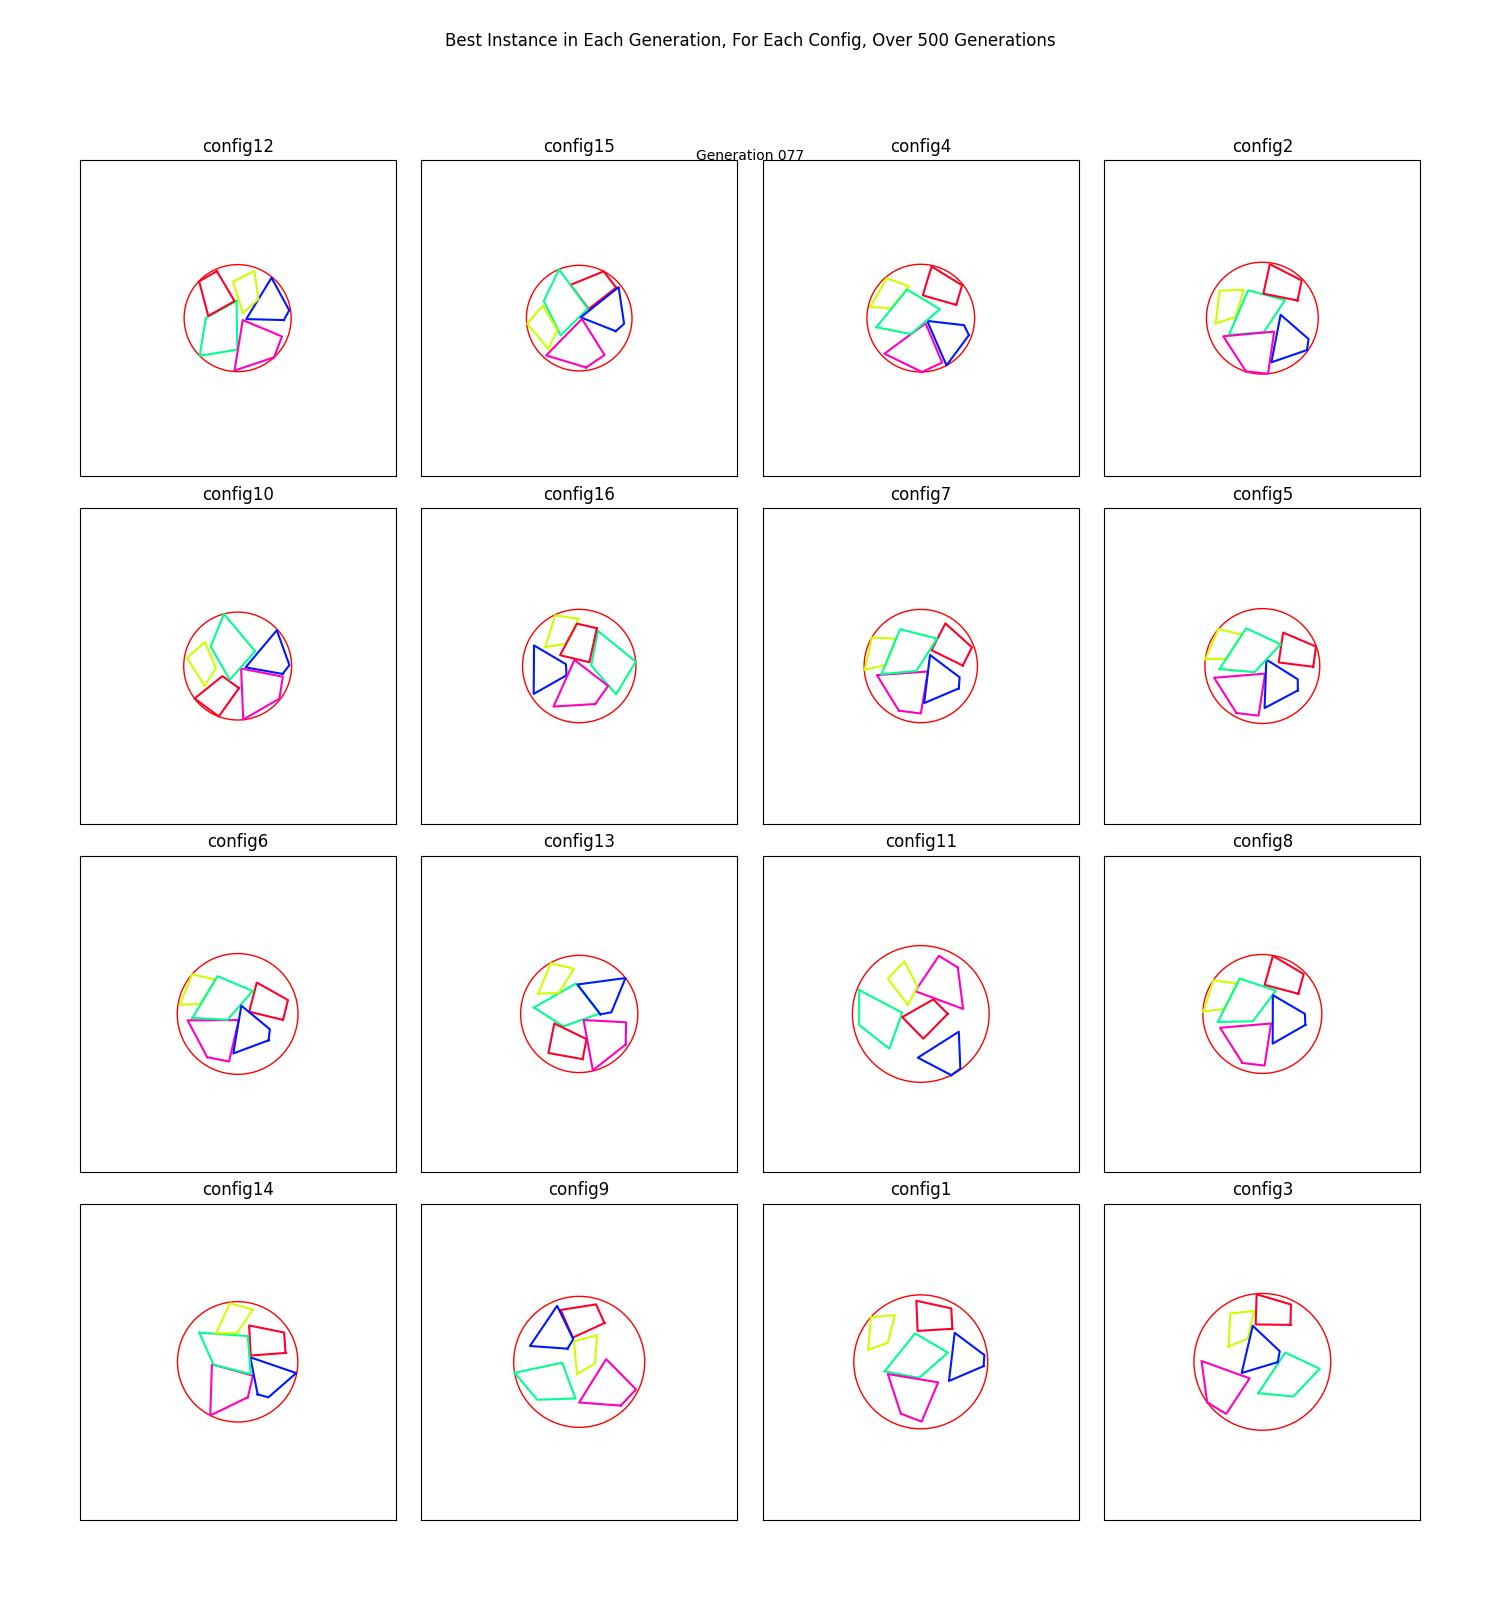 Best Instance in Each Generation, For Each Config, Over 500 Generations
Generation 077
config12
config15
config4
config2
config10
config16
config7
config5
config6
config13
config11
config8
config14
config9
config1
config3